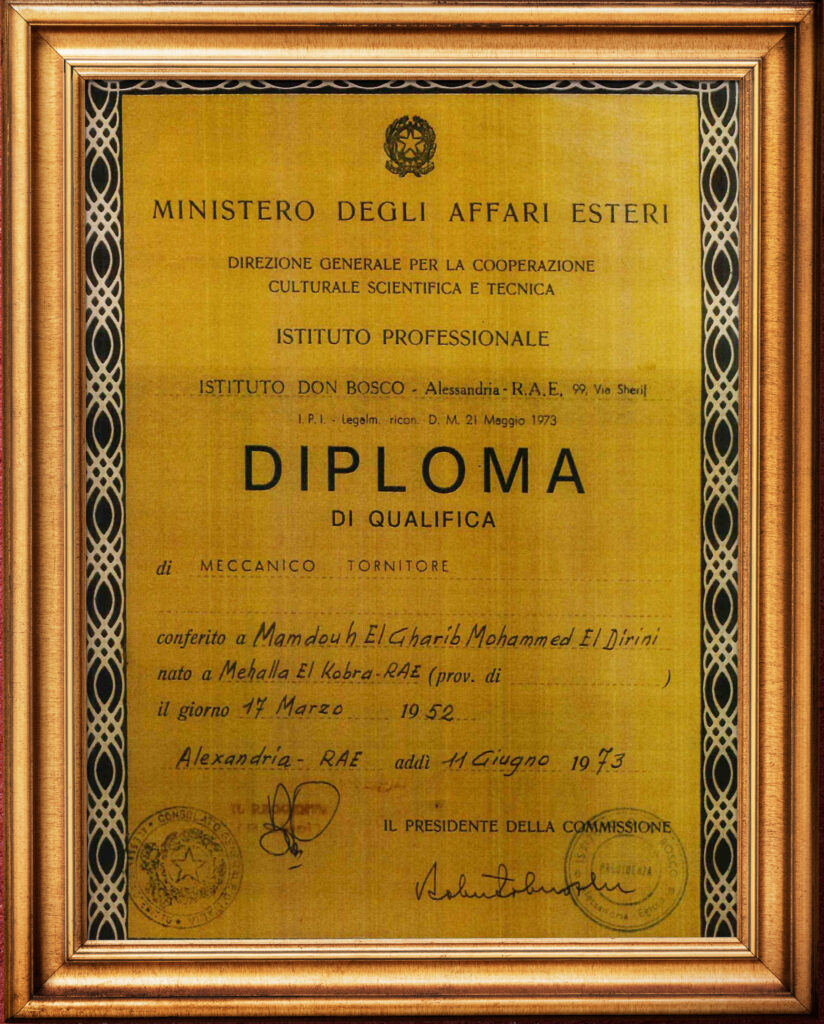 MINISTERO DEGLI AFFARI ESTERI
DIREZIONE GENERALE PER LA COOPERAZIONE
CULTURALE SCIENTIFICA E TECNICA
ISTITUTO PROFESSIONALE
ISTITUTO DON BOSCO - Alessandria - R.A.E. 99, Via Sherif
I. P. I. - Legalm. ricon. D. M. 21 Maggio 1973
DIPLOMA
DI QUALIFICA
di MECCANICO TORNITORE
conferito a Mamdouh El Gharib Mohammed El Dirini
nato a Mehalla El Kobra-RAE (prov. di )
il giorno 17 Marzo 1952
Alexandria - RAE addì 11 Giugno 1973
IL PRESIDENTE DELLA COMMISSIONE
CONSOLATO GENERALE
PRESIDENZA